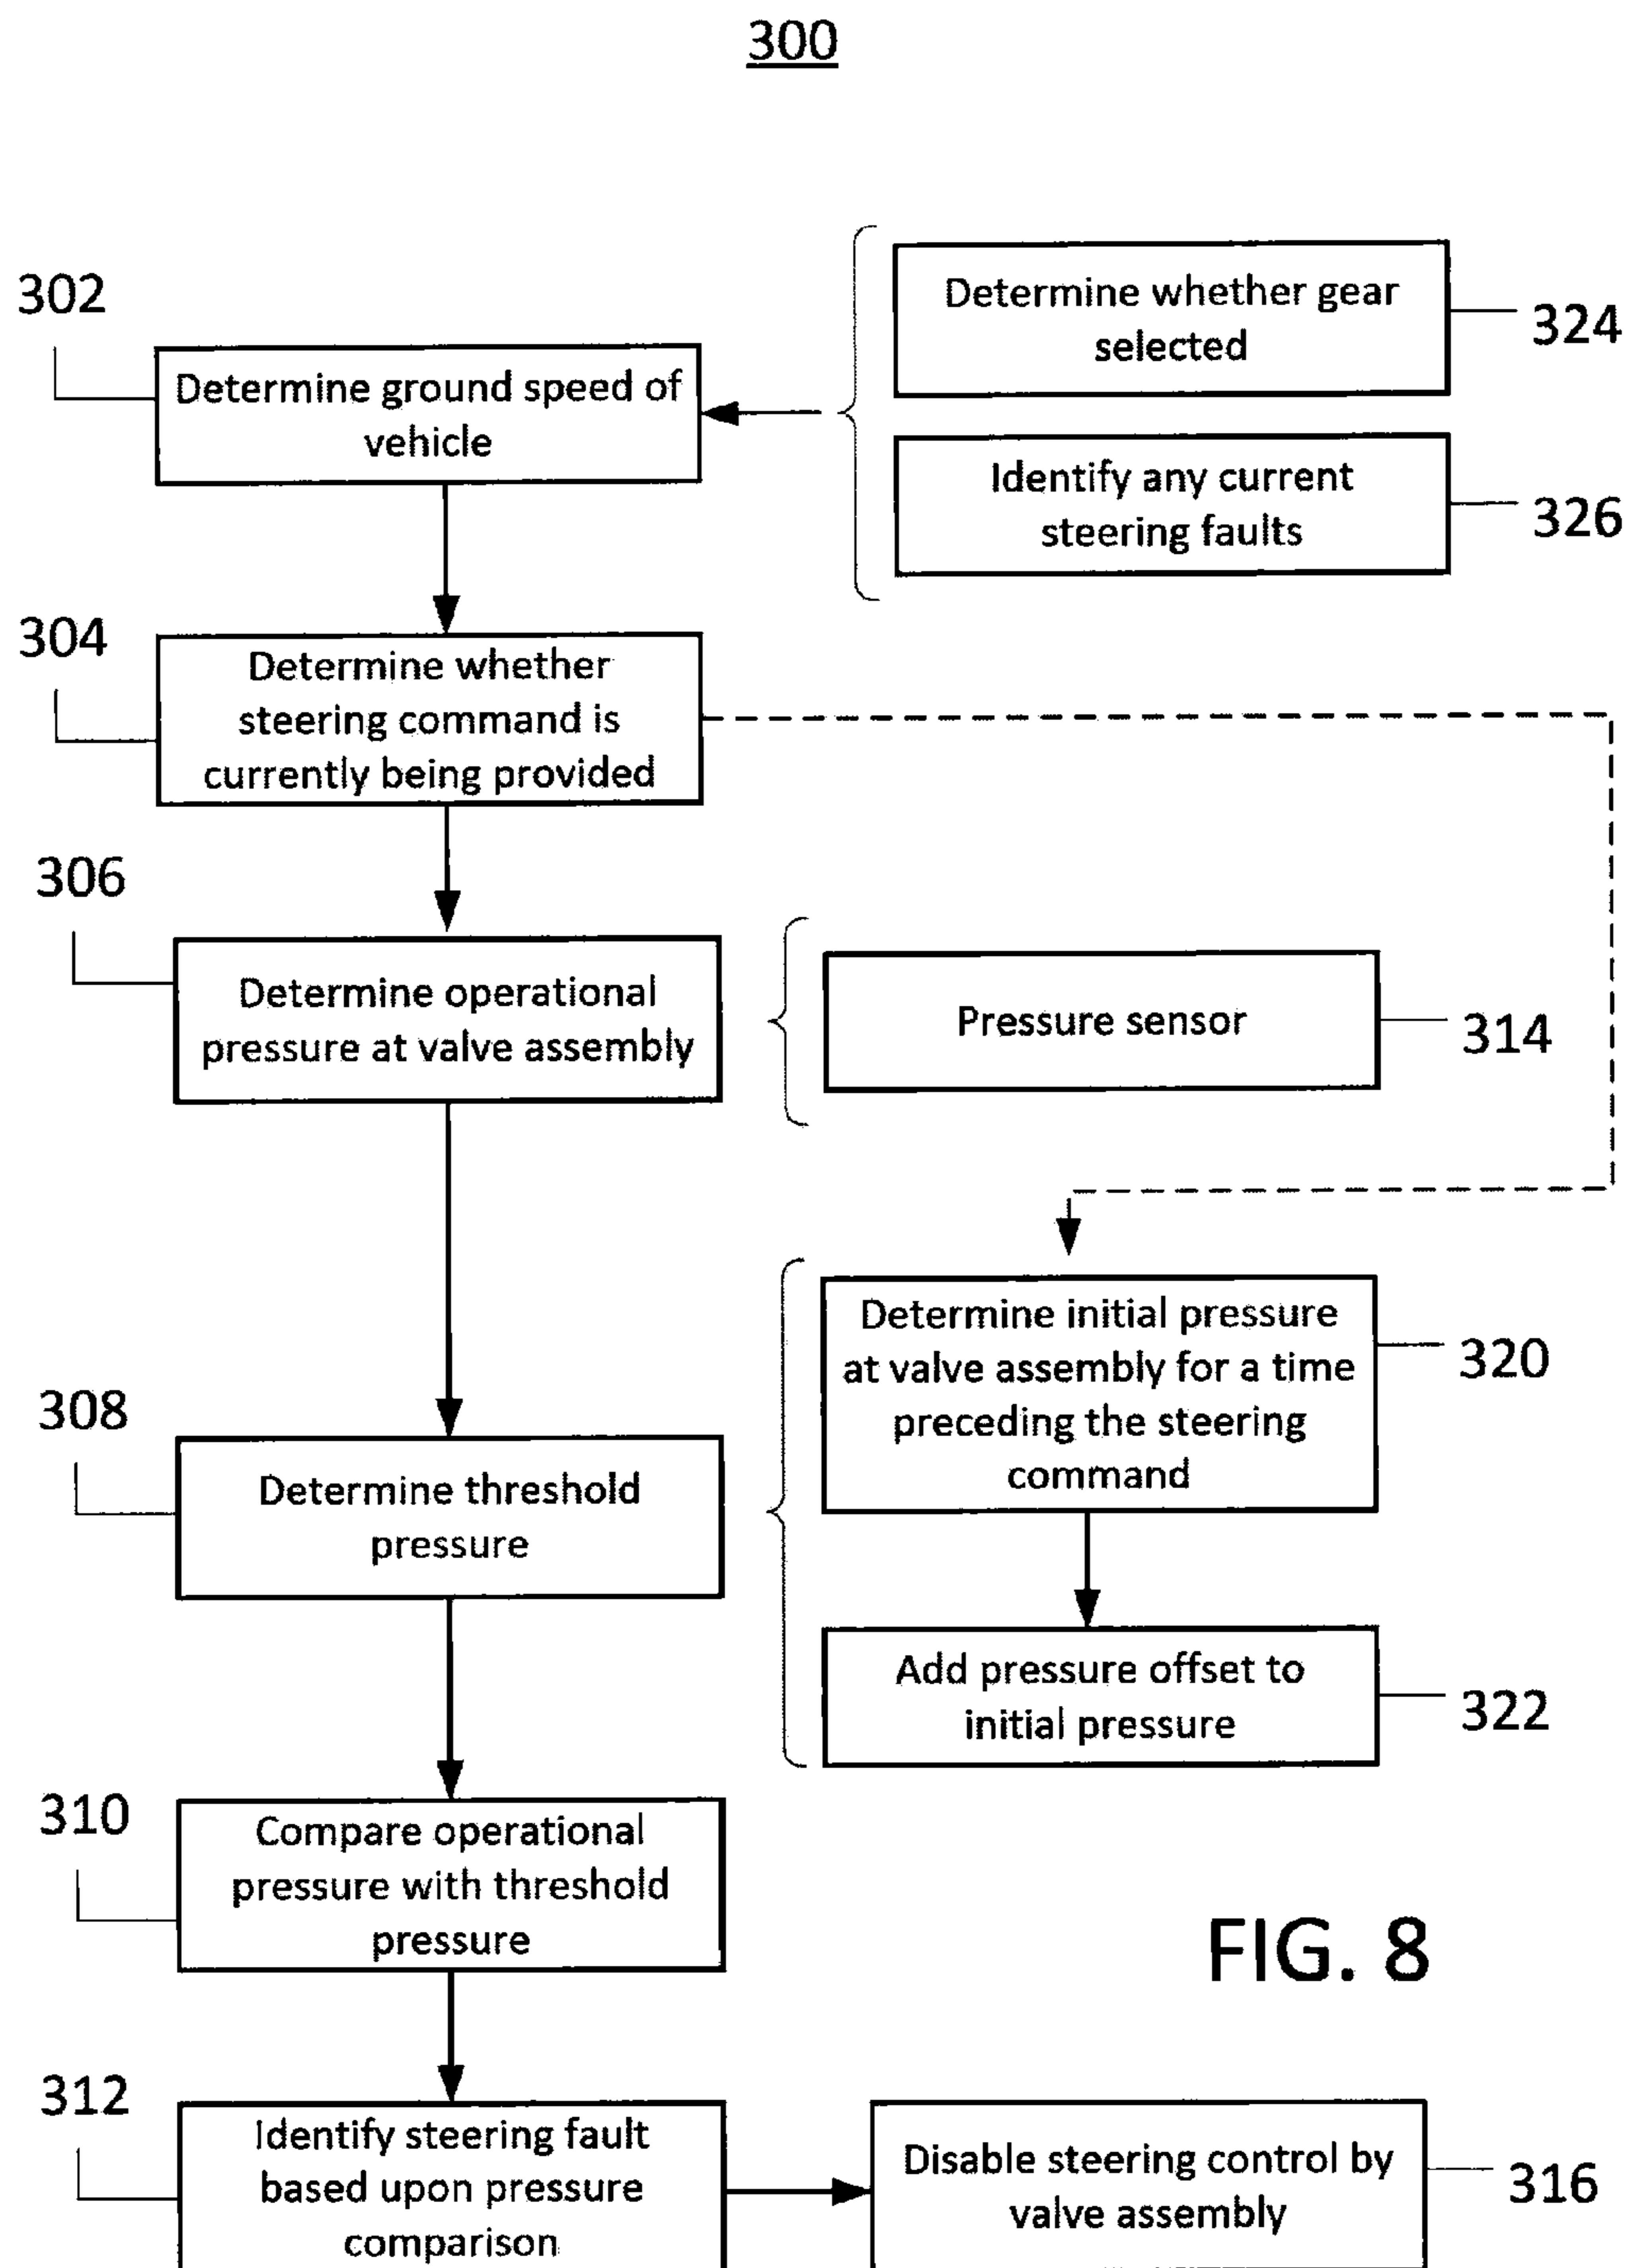 300
302
Determine ground speed of
vehicle
Determine whether gear
selected
324
Identify any current
steering faults
326
304
Determine whether
steering command is
currently being provided
306
Determine operational
pressure at valve assembly
Pressure sensor
314
308
Determine threshold
pressure
Determine initial pressure
at valve assembly for a time
preceding the steering
command
320
Add pressure offset to
initial pressure
322
310
Compare operational
pressure with threshold
pressure
FIG. 8
312
Identify steering fault
based upon pressure
comparison
Disable steering control by
valve assembly
316